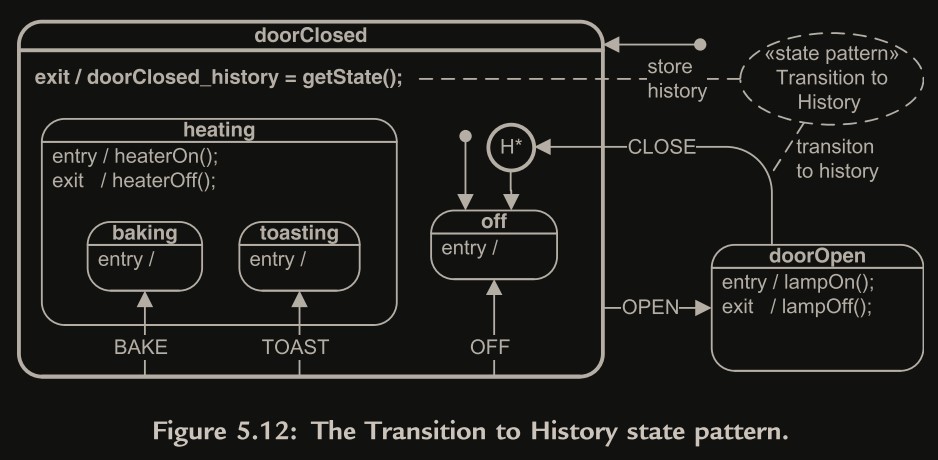 doorClosed
exit / doorClosed_history = getState();
store
history
«state pattern»
Transition to
History
transiton
to history
heating
entry / heaterOn();
exit / heaterOff();
baking
entry /
toasting
entry /
H*
off
entry /
CLOSE
doorOpen
entry / lampOn();
exit / lampOff();
OPEN
BAKE
TOAST
OFF
Figure 5.12: The Transition to History state pattern.